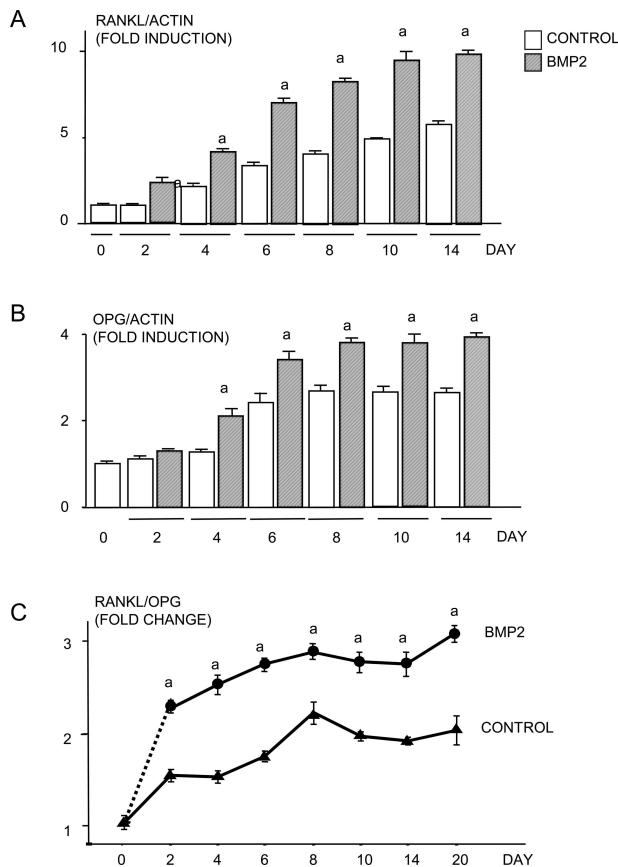 A
RANKL/ACTIN
(FOLD INDUCTION)
CONTROL
BMP2
10
5
0
a
a
a
a
a
a
0 2 4 6 8 10 14 DAY
B
OPG/ACTIN
(FOLD INDUCTION)
4
2
0
a
a
a
a
a
0 2 4 6 8 10 14 DAY
C
RANKL/OPG
(FOLD CHANGE)
3
2
1
a
a
a
a
a
a
a
BMP2
CONTROL
0 2 4 6 8 10 14 20 DAY